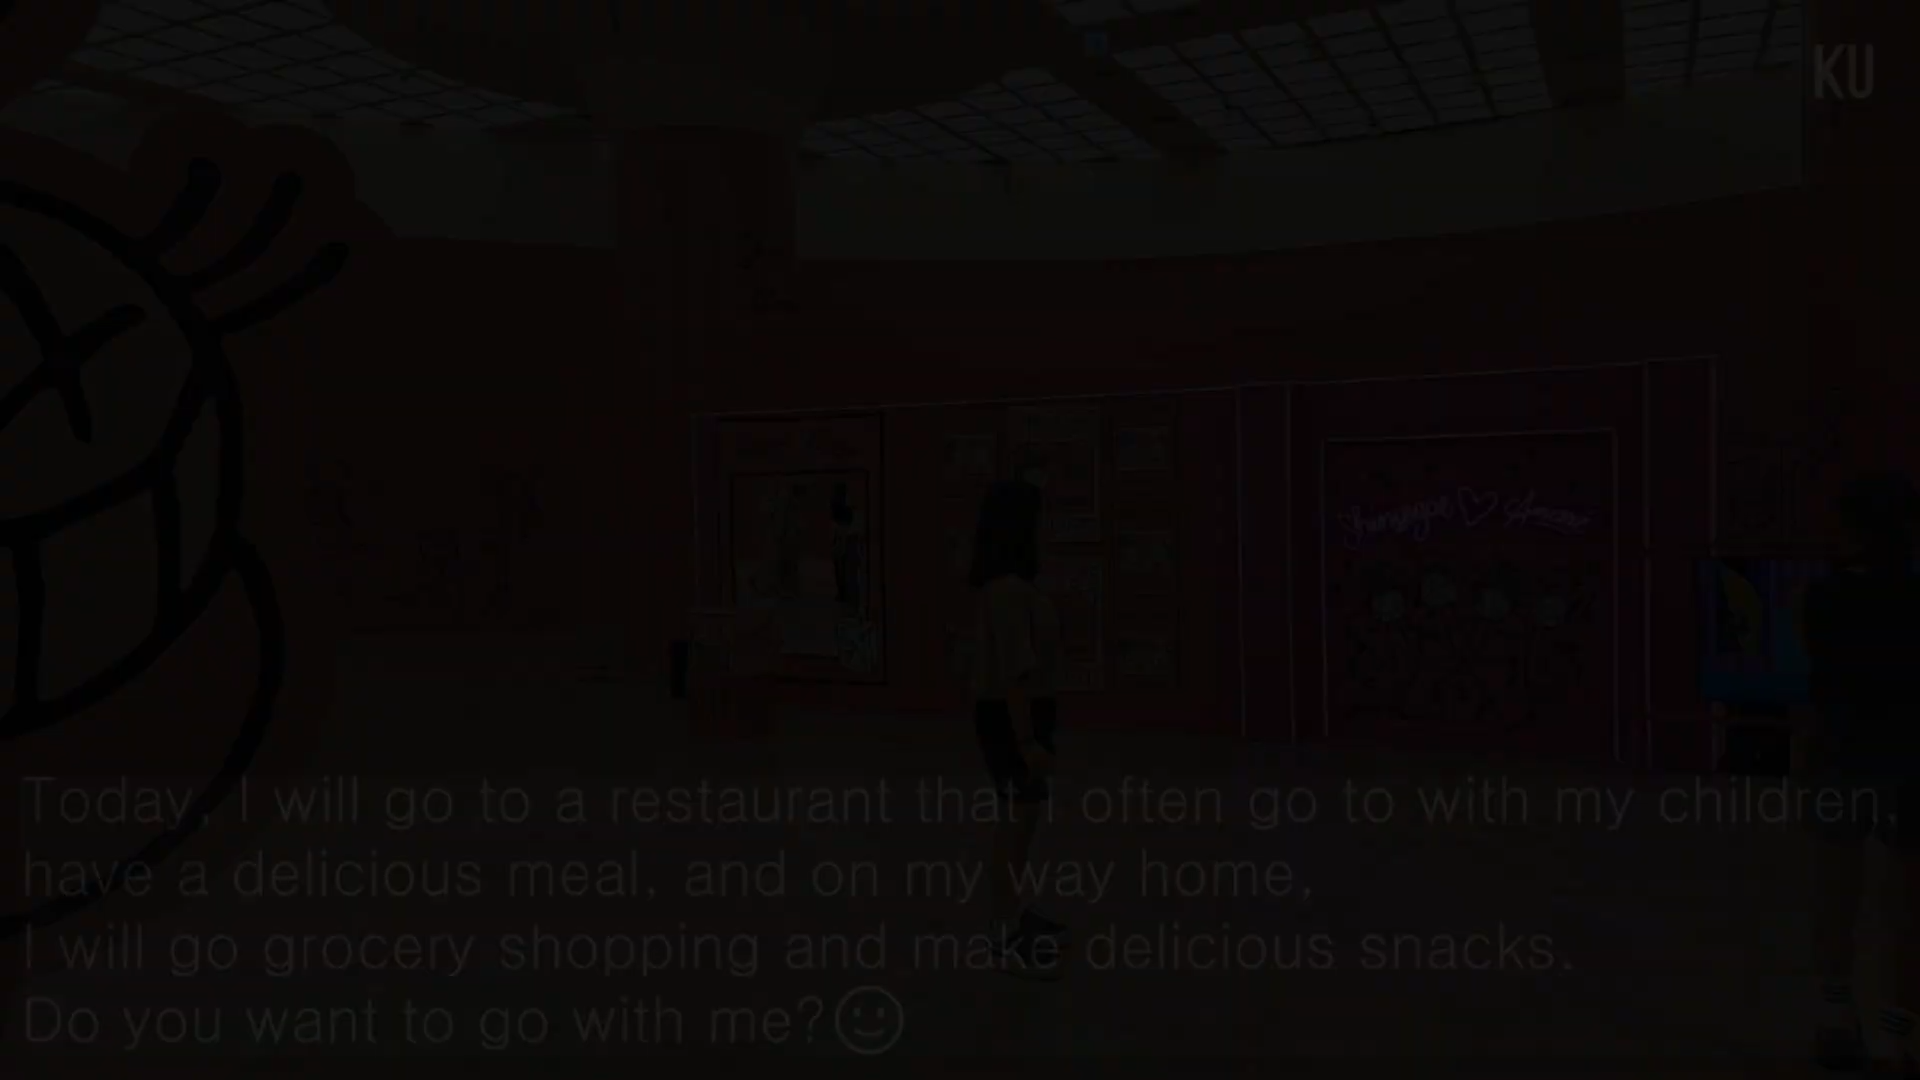 KU
Today, I will go to a restaurant that I often go to with my children,
have a delicious meal, and on my way home,
I will go grocery shopping and make delicious snacks.
Do you want to go with me?☺